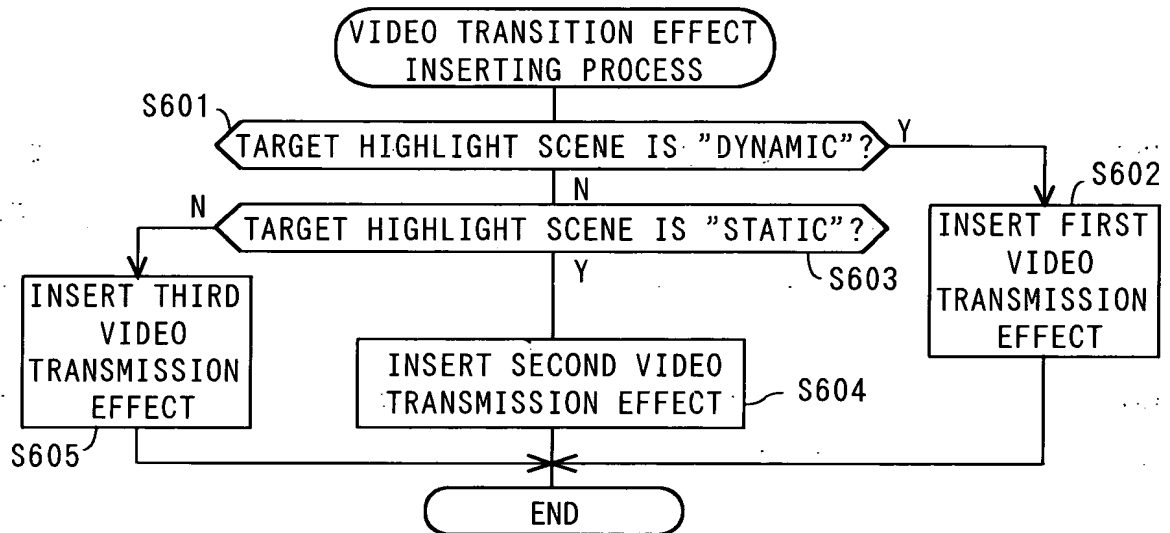 VIDEO TRANSITION EFFECT
INSERTING PROCESS
S601
TARGET HIGHLIGHT SCENE IS "DYNAMIC"?
Y
N
S602
INSERT FIRST
VIDEO
TRANSMISSION
EFFECT
N
TARGET HIGHLIGHT SCENE IS "STATIC"?
S603
Y
INSERT THIRD
VIDEO
TRANSMISSION
EFFECT
S605
INSERT SECOND VIDEO
TRANSMISSION EFFECT
S604
END